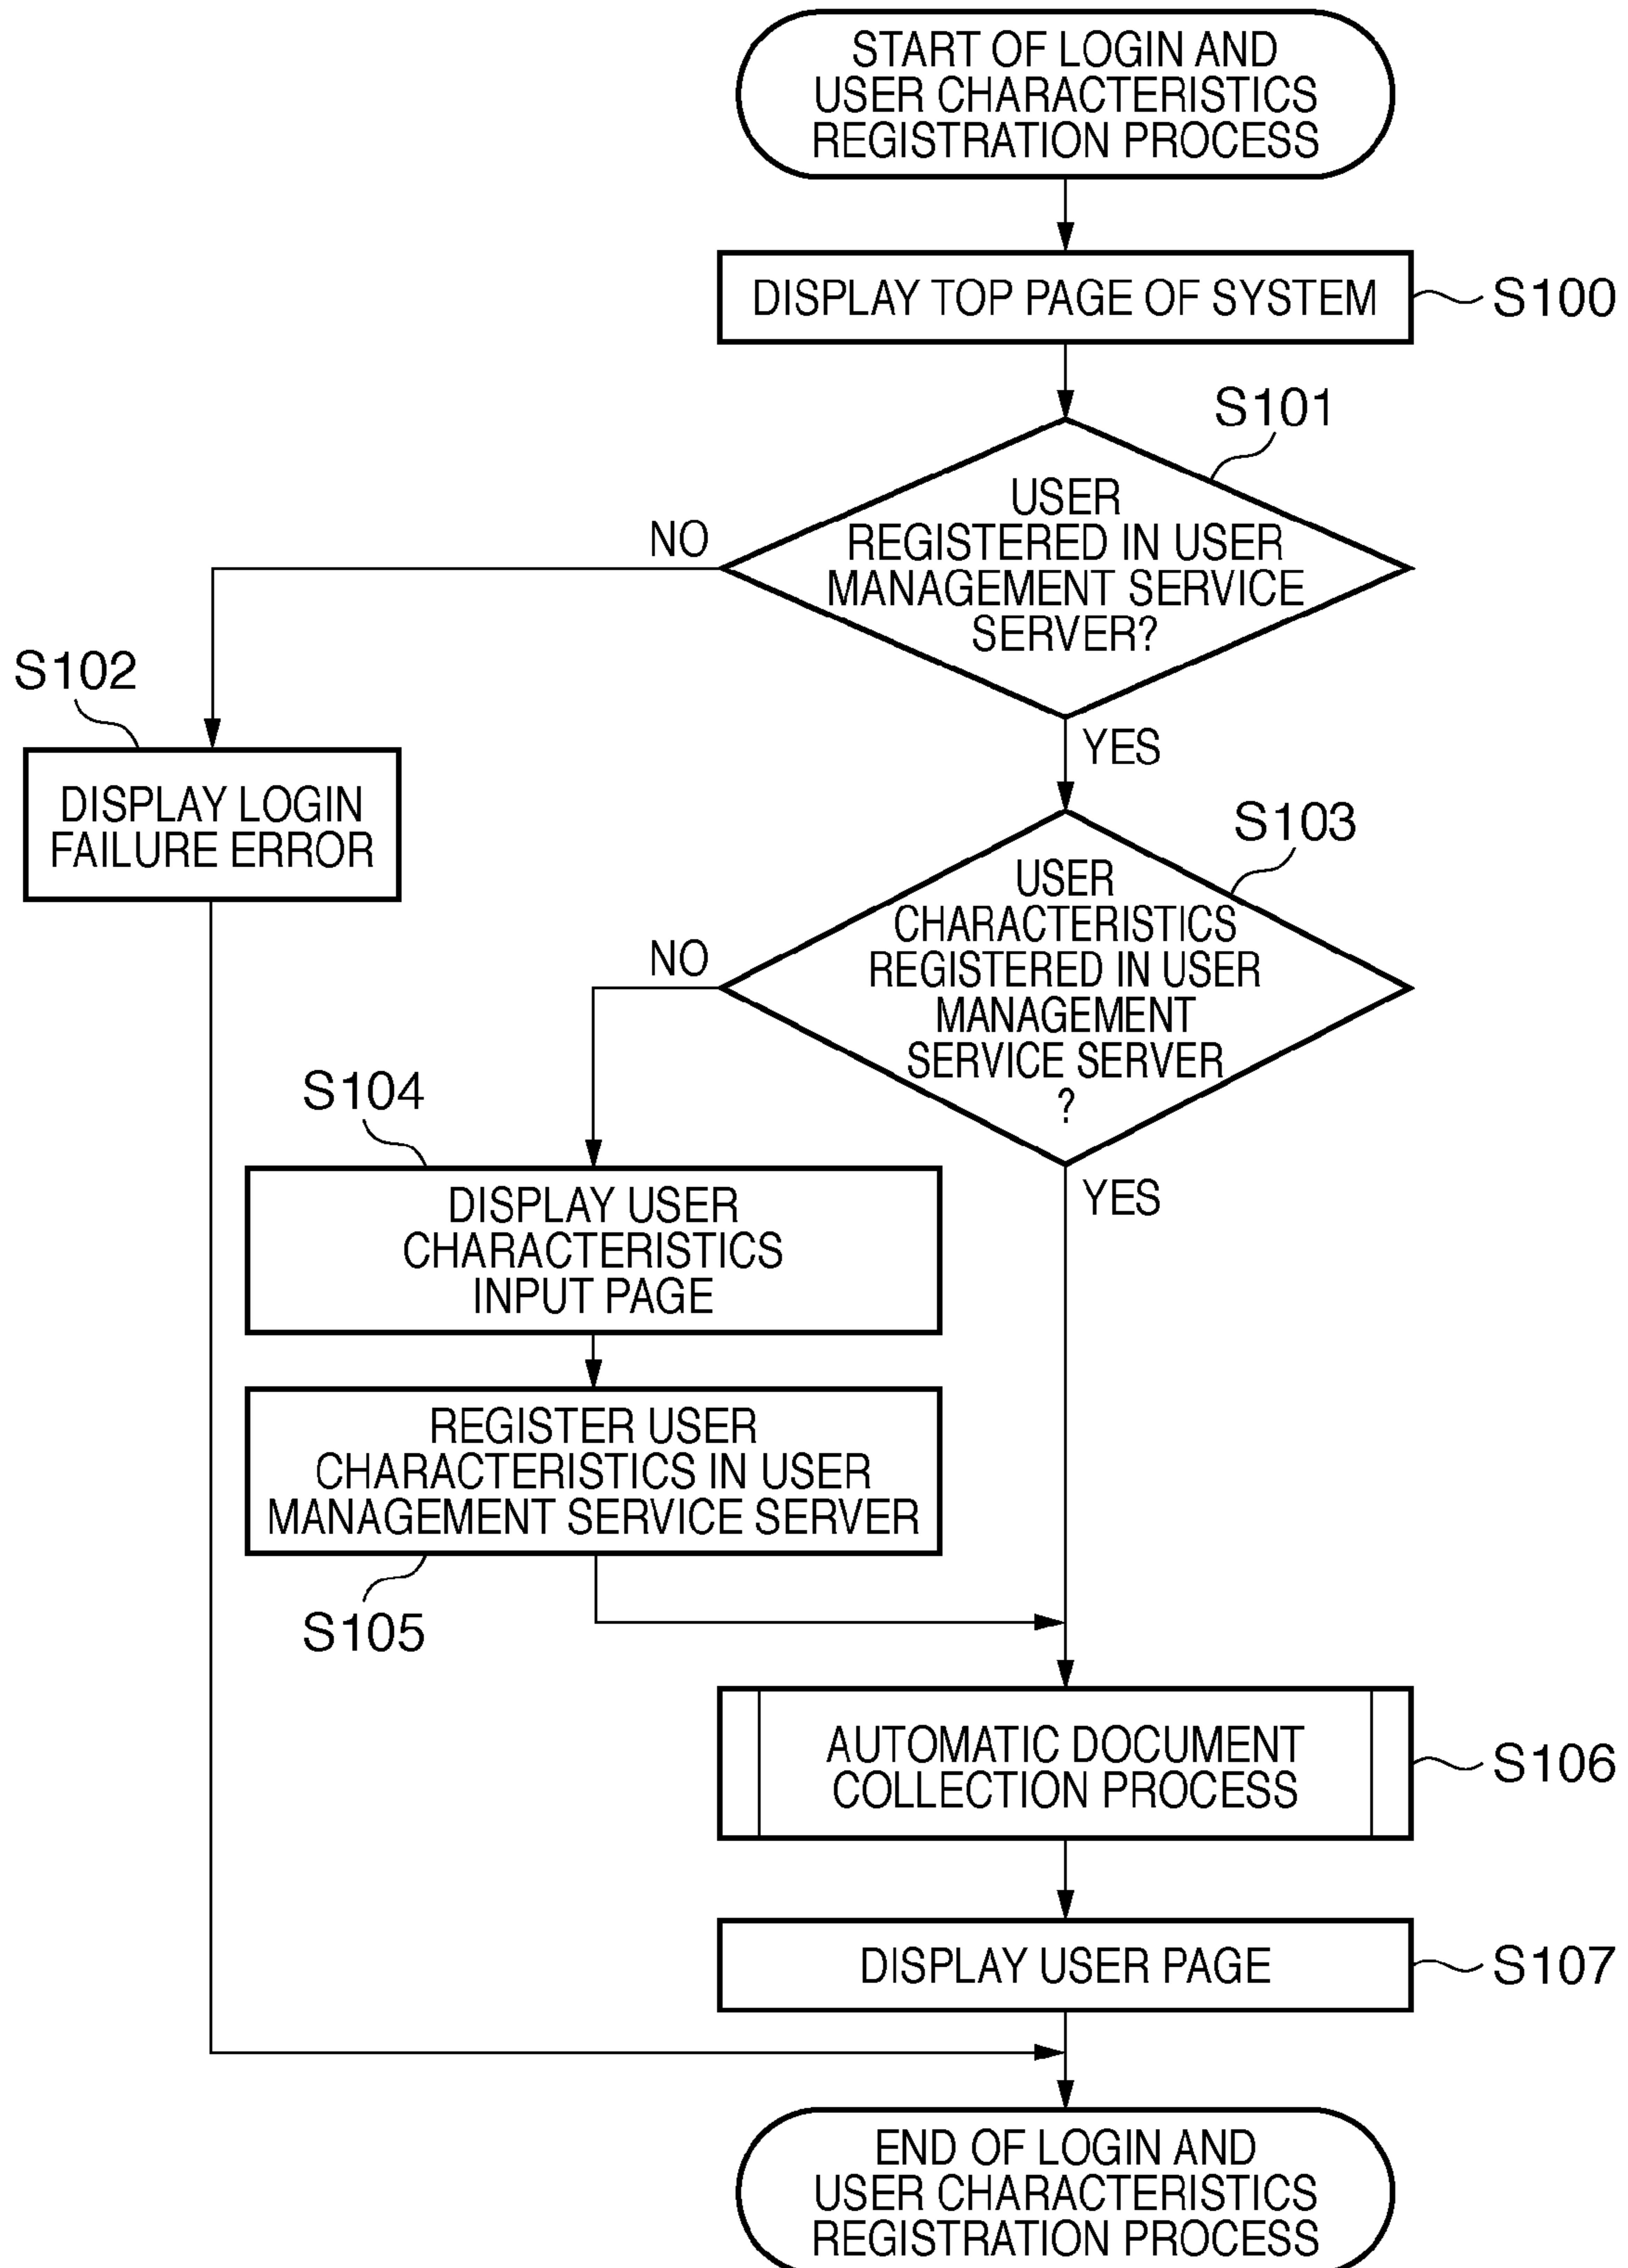 START OF LOGIN AND
USER CHARACTERISTICS
REGISTRATION PROCESS
DISPLAY TOP PAGE OF SYSTEM
S100
S101
USER
REGISTERED IN USER
MANAGEMENT SERVICE
SERVER?
NO
YES
S102
DISPLAY LOGIN
FAILURE ERROR
S103
USER
CHARACTERISTICS
REGISTERED IN USER
MANAGEMENT
SERVICE SERVER
?
NO
YES
S104
DISPLAY USER
CHARACTERISTICS
INPUT PAGE
REGISTER USER
CHARACTERISTICS IN USER
MANAGEMENT SERVICE SERVER
S105
AUTOMATIC DOCUMENT
COLLECTION PROCESS
S106
DISPLAY USER PAGE
S107
END OF LOGIN AND
USER CHARACTERISTICS
REGISTRATION PROCESS